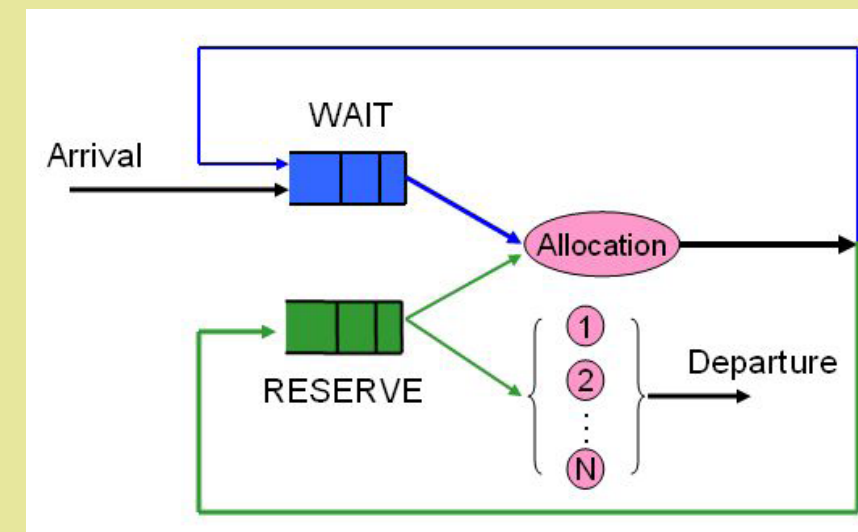 WAIT
Arrival
Allocation
1
Departure
2
RESERVE
N